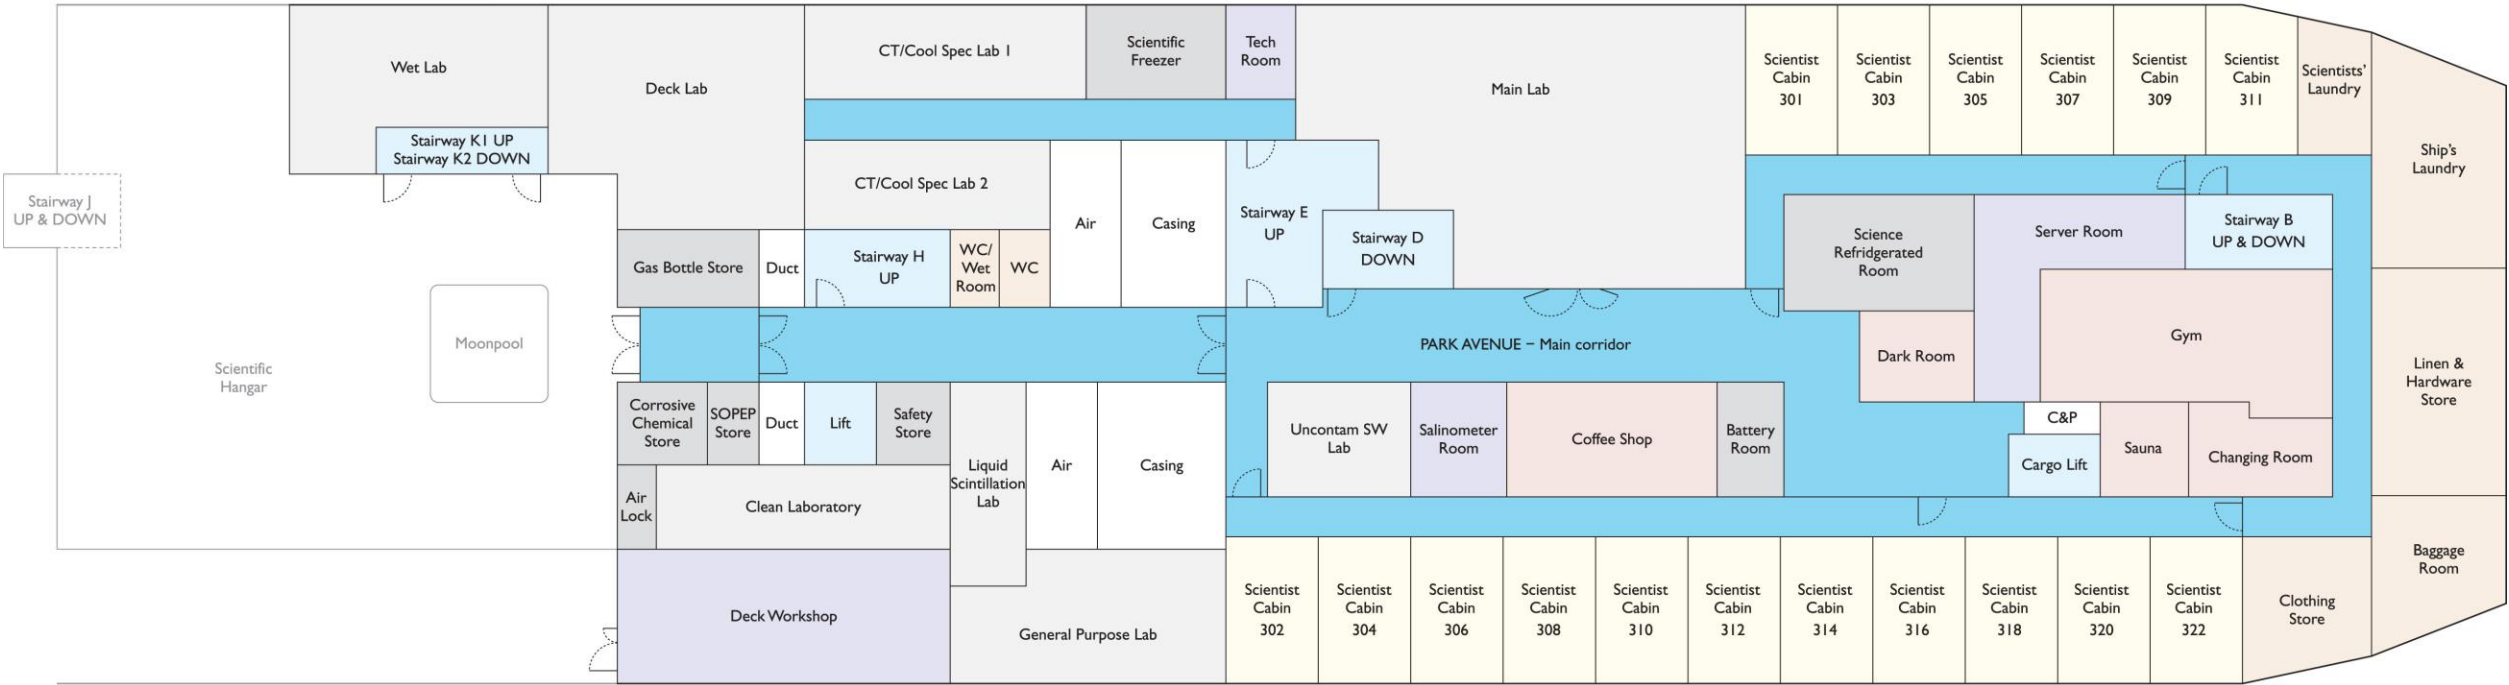 Wet Lab
Stairway K1 UP
Stairway K2 DOWN
Stairway J
UP & DOWN
Scientific
Hangar
Moonpool
Deck Lab
CT/Cool Spec Lab 1
Scientific
Freezer
Tech
Room
CT/Cool Spec Lab 2
Gas Bottle Store
Duct
Stairway H
UP
WC/
Wet
Room
WC
Air
Casing
Stairway E
UP
Stairway D
DOWN
Main Lab
Scientist
Cabin
301
Scientist
Cabin
303
Scientist
Cabin
305
Scientist
Cabin
307
Scientist
Cabin
309
Scientist
Cabin
311
Scientists'
Laundry
Ship's
Laundry
Science
Refridgerated
Room
Server Room
Stairway B
UP & DOWN
Gym
Dark Room
PARK AVENUE – Main corridor
Linen &
Hardware
Store
Corrosive
Chemical
Store
SOPEP
Store
Duct
Lift
Safety
Store
Liquid
Scintillation
Lab
Air
Casing
Air
Lock
Clean Laboratory
Uncontam SW
Lab
Salinometer
Room
Coffee Shop
Battery
Room
C&P
Cargo Lift
Sauna
Changing Room
Deck Workshop
General Purpose Lab
Scientist
Cabin
302
Scientist
Cabin
304
Scientist
Cabin
306
Scientist
Cabin
308
Scientist
Cabin
310
Scientist
Cabin
312
Scientist
Cabin
314
Scientist
Cabin
316
Scientist
Cabin
318
Scientist
Cabin
320
Scientist
Cabin
322
Clothing
Store
Baggage
Room